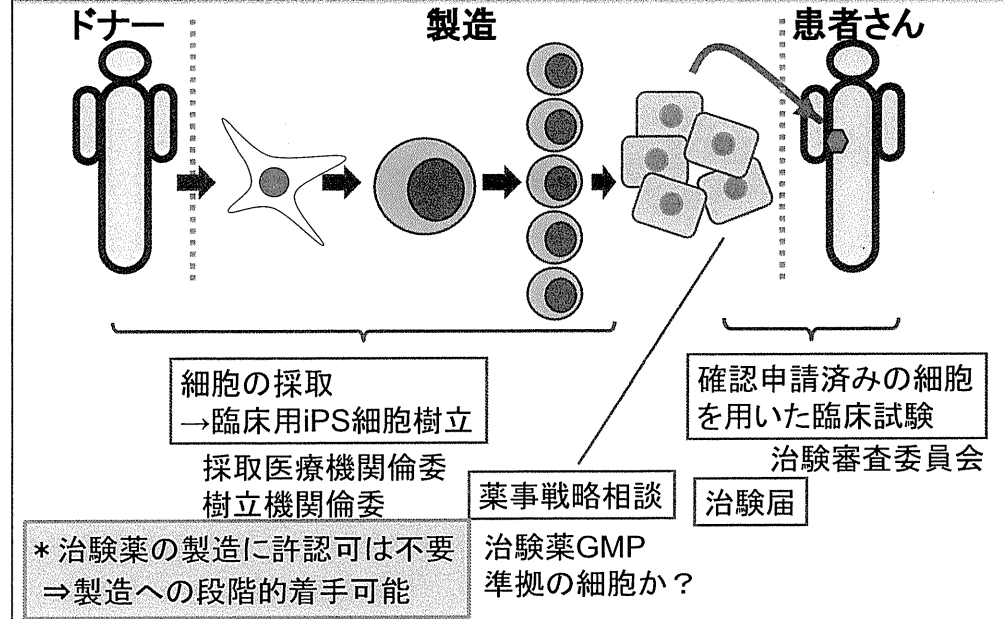 ドナー
製造
患者さん
細胞の採取
→臨床用iPS細胞樹立
採取医療機関倫委
樹立機関倫委
＊治験薬の製造に許認可は不要
⇒製造への段階的着手可能
薬事戦略相談
治験薬GMP
準拠の細胞か？
確認申請済みの細胞
を用いた臨床試験
治験審査委員会
治験届